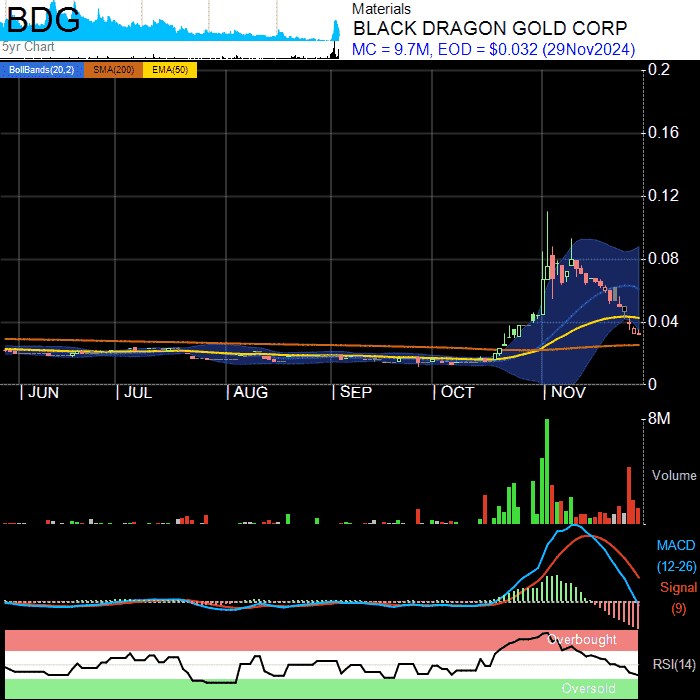 BDG
5yr Chart
Materials
BLACK DRAGON GOLD CORP
MC = 9.7M, EOD = $0.032 (29Nov2024)
BollBands(20,2) SMA(200) EMA(50)
0.2
0.16
0.12
0.08
0.04
0
JUN JUL AUG SEP OCT NOV
8M
Volume
MACD
(12-26)
Signal
(9)
Overbought
RSI(14)
Oversold